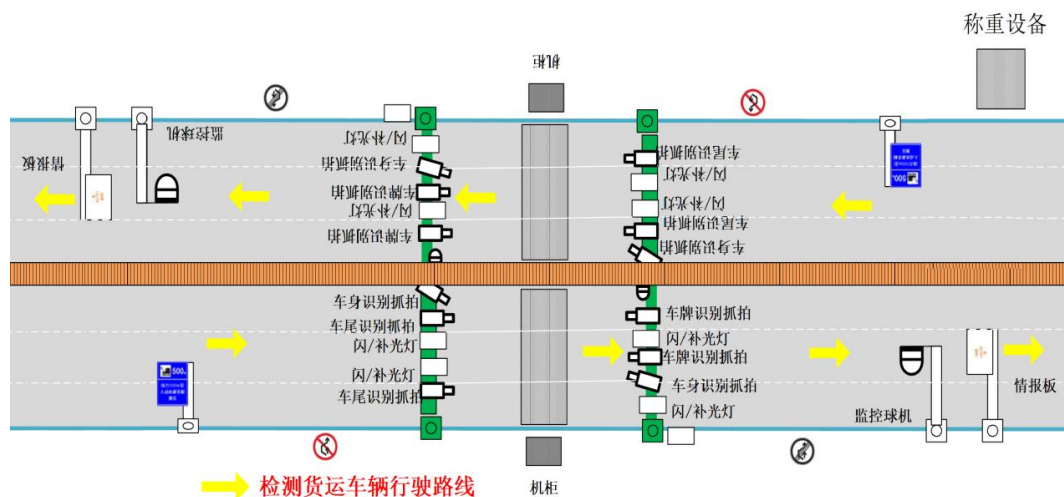 称重设备
机柜
监控球机
情报板
闪/补光灯
车身识别抓拍
车牌识别抓拍
闪/补光灯
车牌识别抓拍
车尾识别抓拍
闪/补光灯
闪/补光灯
车尾识别抓拍
车身识别抓拍
500m
车身识别抓拍
车尾识别抓拍
闪/补光灯
闪/补光灯
车尾识别抓拍
车牌识别抓拍
闪/补光灯
车牌识别抓拍
车身识别抓拍
闪/补光灯
500m
监控球机
情报板
机柜
检测货运车辆行驶路线